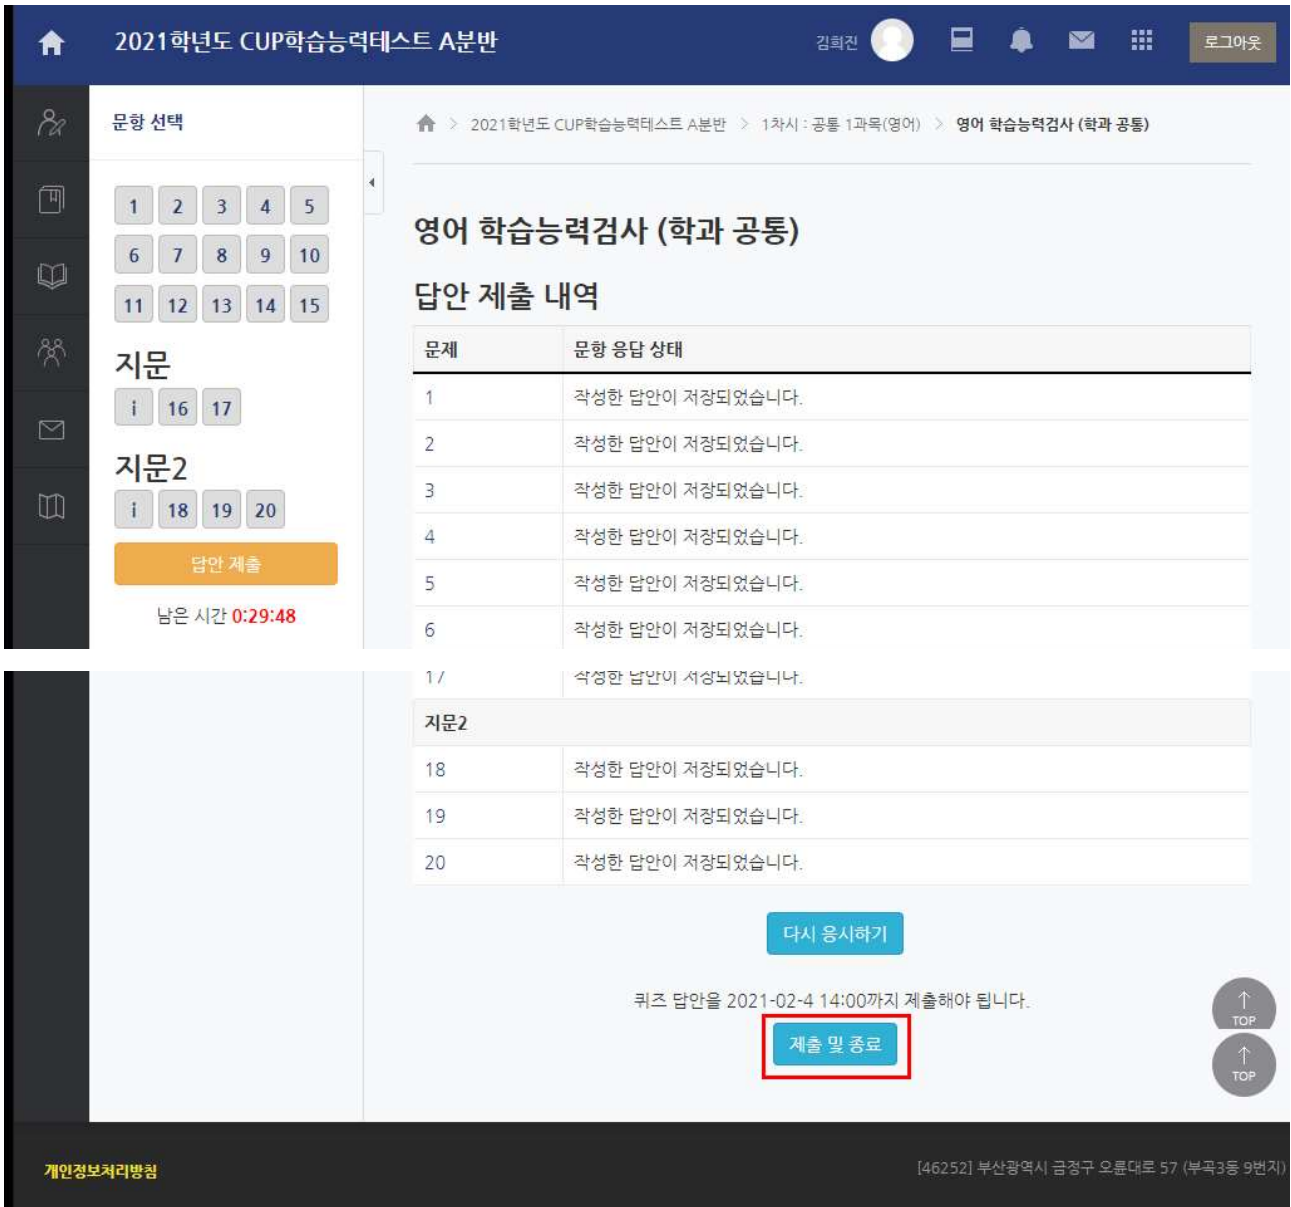 2021학년도 CUP학습능력테스트 A분반
김희진
로그아웃
문항 선택
1 2 3 4 5
6 7 8 9 10
11 12 13 14 15
지문
i 16 17
지문2
i 18 19 20
답안 제출
남은 시간 0:29:48
2021학년도 CUP학습능력테스트 A분반 > 1차시 : 공통 1과목(영어) > 영어 학습능력검사 (학과 공통)
영어 학습능력검사 (학과 공통)
답안 제출 내역
문제 문항 응답 상태
1 작성한 답안이 저장되었습니다.
2 작성한 답안이 저장되었습니다.
3 작성한 답안이 저장되었습니다.
4 작성한 답안이 저장되었습니다.
5 작성한 답안이 저장되었습니다.
6 작성한 답안이 저장되었습니다.
17 작성한 답안이 저장되었습니다.
지문2
18 작성한 답안이 저장되었습니다.
19 작성한 답안이 저장되었습니다.
20 작성한 답안이 저장되었습니다.
다시 응시하기
퀴즈 답안을 2021-02-4 14:00까지 제출해야 됩니다.
제출 및 종료
TOP
TOP
개인정보처리방침
[46252] 부산광역시 금정구 오륜대로 57 (부곡3동 9번지)